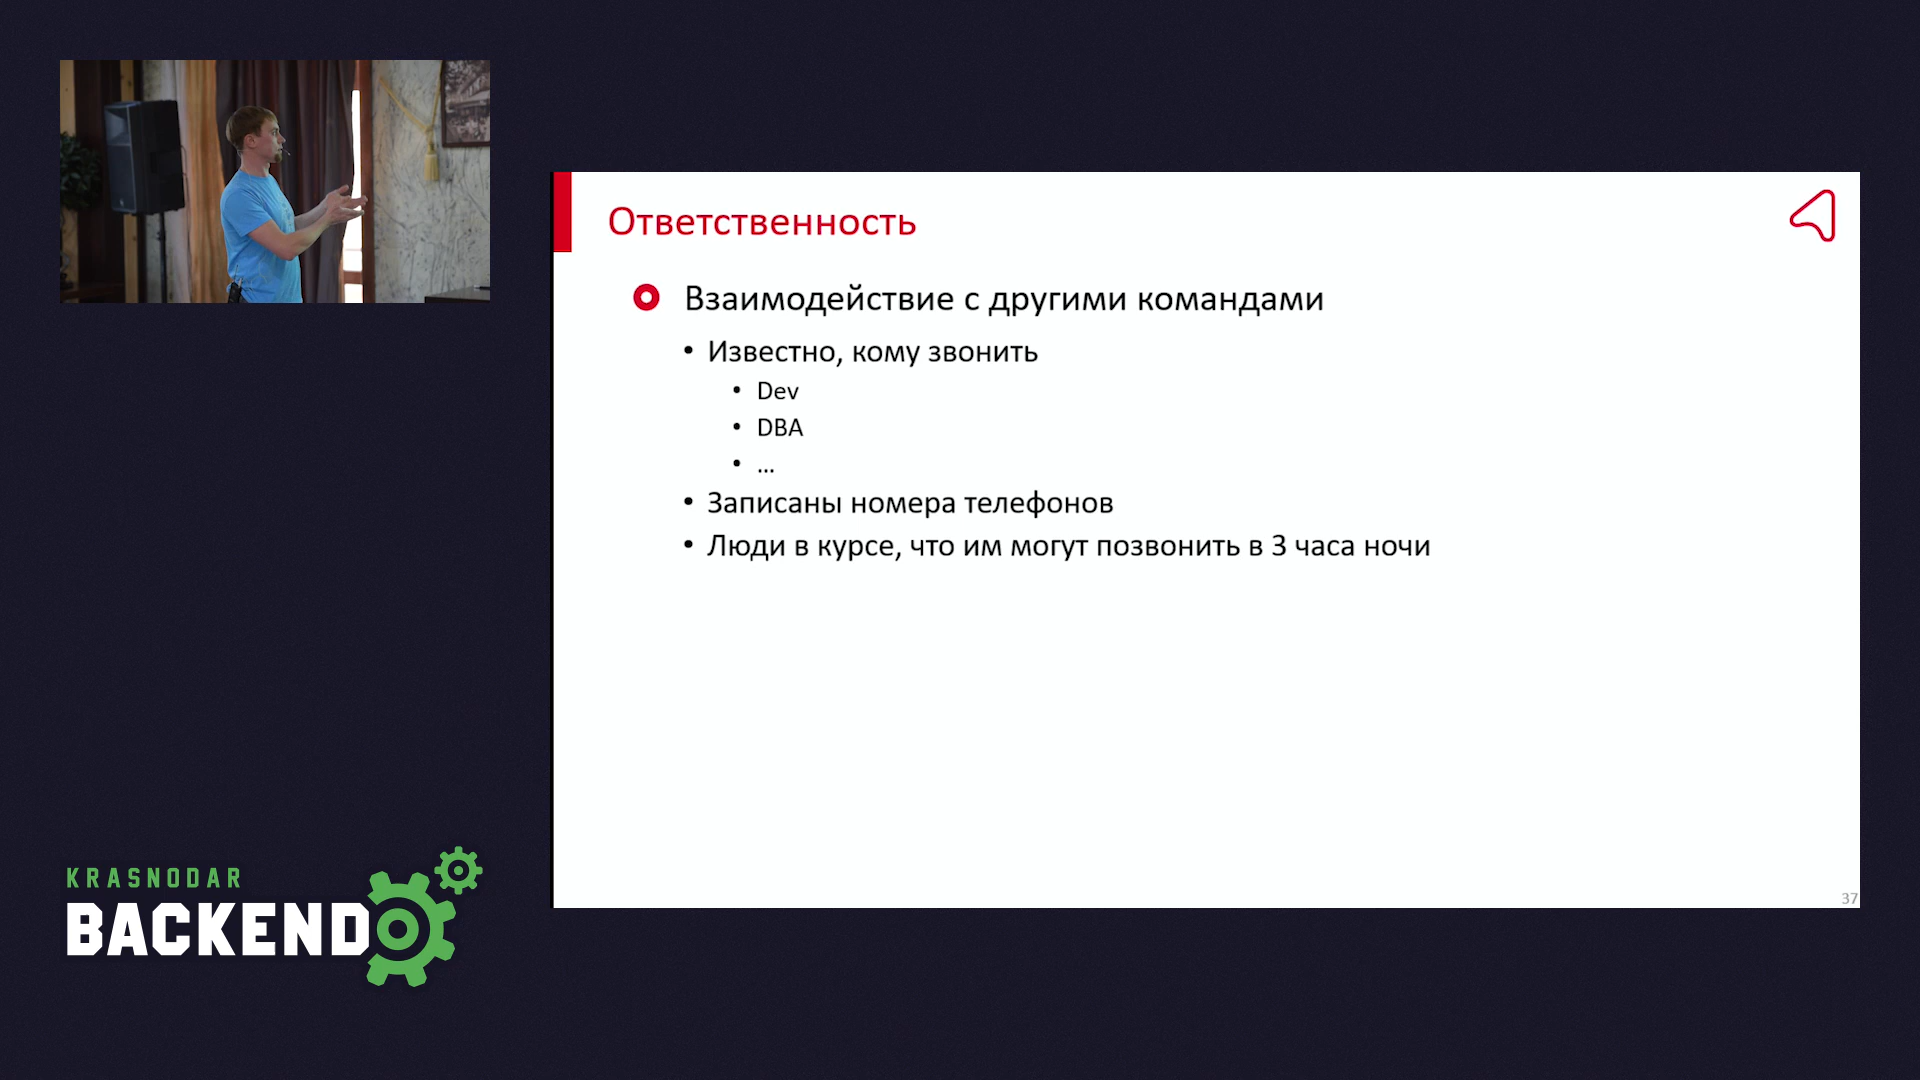 Ответственность
Взаимодействие с другими командами
• Известно, кому звонить
• Dev
• DBA
• ...
• Записаны номера телефонов
• Люди в курсе, что им могут позвонить в 3 часа ночи
37
KRASNODAR
BACKEND